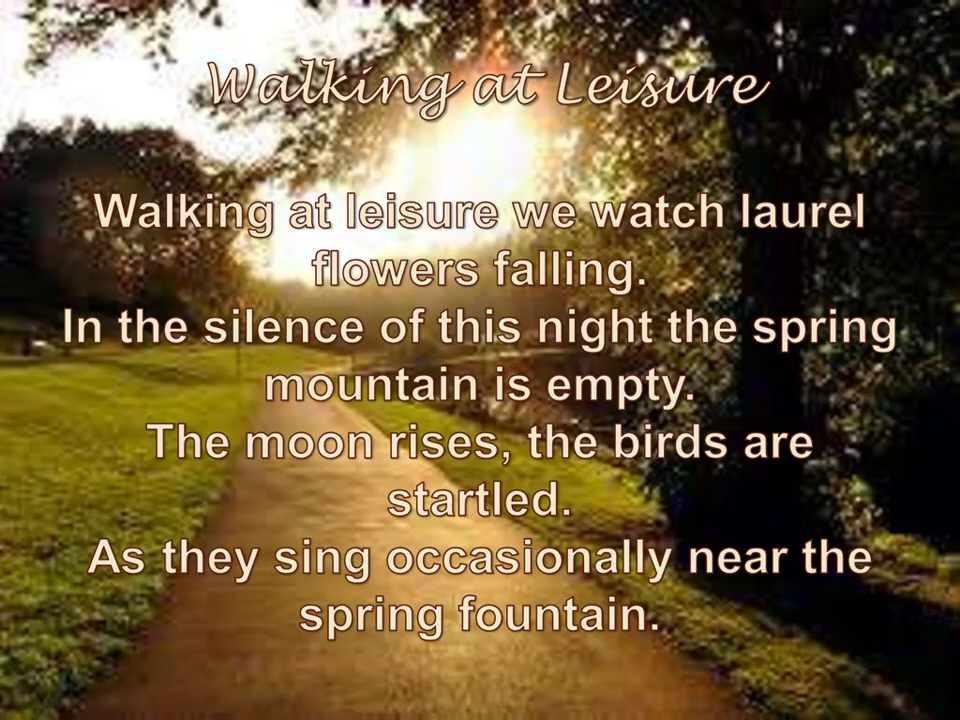 Walking at Leisure
Walking at leisure we watch laurel
flowers falling.
In the silence of this night the spring
mountain is empty.
The moon rises, the birds are
startled.
As they sing occasionally near the
spring fountain.